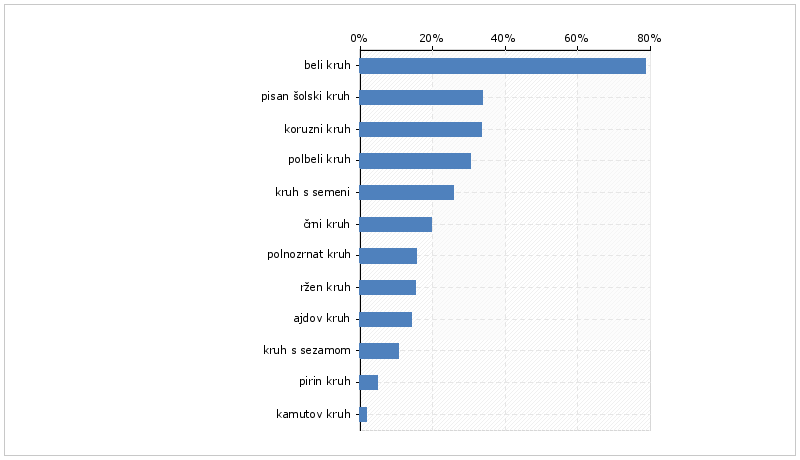 0% 20% 40% 60% 80%
beli kruh
pisan šolski kruh
koruzni kruh
polbeli kruh
kruh s semeni
črni kruh
polnozrnat kruh
ržen kruh
ajdov kruh
kruh s sezamom
pirin kruh
kamutov kruh